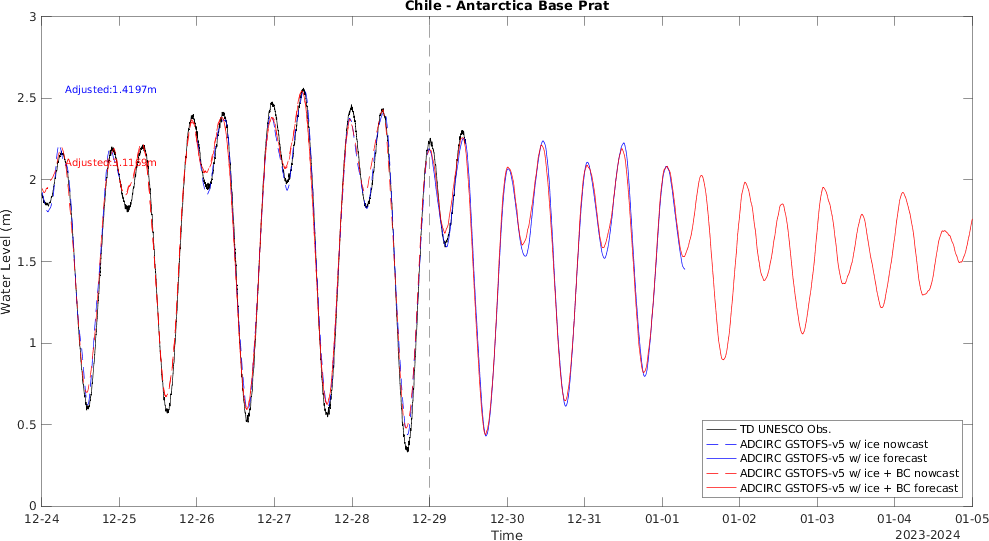 Chile - Antarctica Base Prat
3
2.5
2
1.5
1
0.5
0
Water Level (m)
Adjusted:1.4197m
12-24
12-25
12-26
12-27
12-28
12-29
12-30
12-31
01-01
01-02
01-03
01-04
01-05
Time
2023-2024
TD UNESCO Obs.
ADCIRC GSTOFS-v5 w/ ice nowcast
ADCIRC GSTOFS-v5 w/ ice forecast
ADCIRC GSTOFS-v5 w/ ice + BC nowcast
ADCIRC GSTOFS-v5 w/ ice + BC forecast